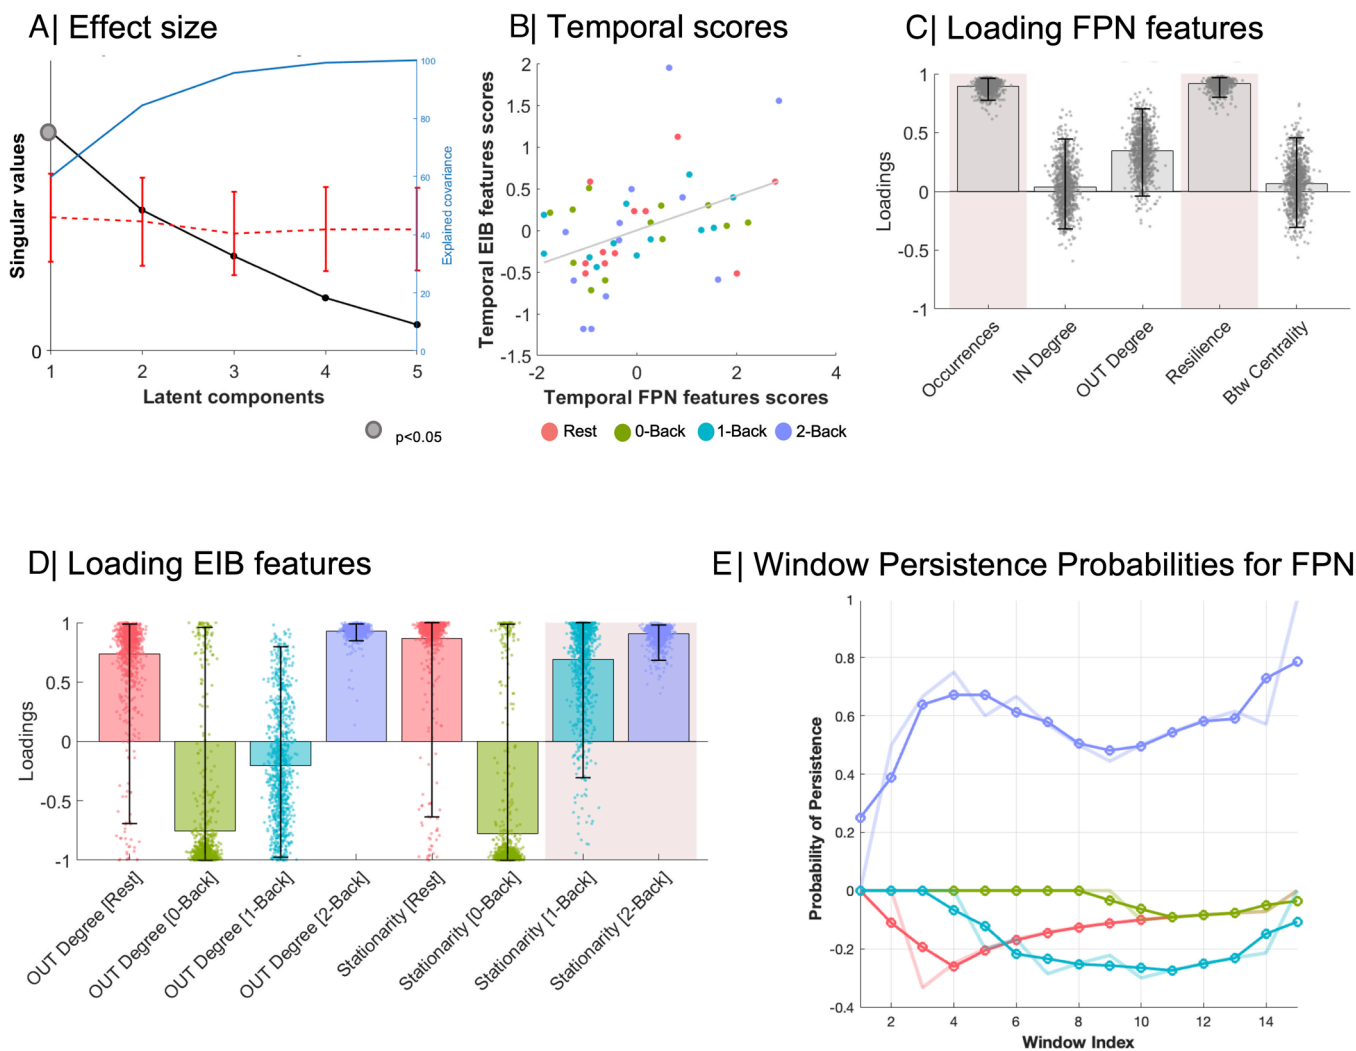 A| Effect size
Singular values
0
1
2
3
4
5
Latent components
0
20
40
60
80
100
Explained covariance
p<0.05
B| Temporal scores
Temporal EIB features scores
2
1.5
1
0.5
0
-0.5
-1
-1.5
-2
0
2
4
Temporal FPN features scores
Rest
0-Back
1-Back
2-Back
C| Loading FPN features
Loadings
1
0.5
0
-0.5
-1
Occurrences
IN Degree
OUT Degree
Resilience
Btw Centrality
D| Loading EIB features
Loadings
1
0.5
0
-0.5
-1
OUT Degree [Rest]
OUT Degree [0-Back]
OUT Degree [1-Back]
OUT Degree [2-Back]
Stationarity [Rest]
Stationarity [0-Back]
Stationarity [1-Back]
Stationarity [2-Back]
E| Window Persistence Probabilities for FPN
Probability of Persistence
1
0.8
0.6
0.4
0.2
0
-0.2
-0.4
2
4
6
8
10
12
14
Window Index